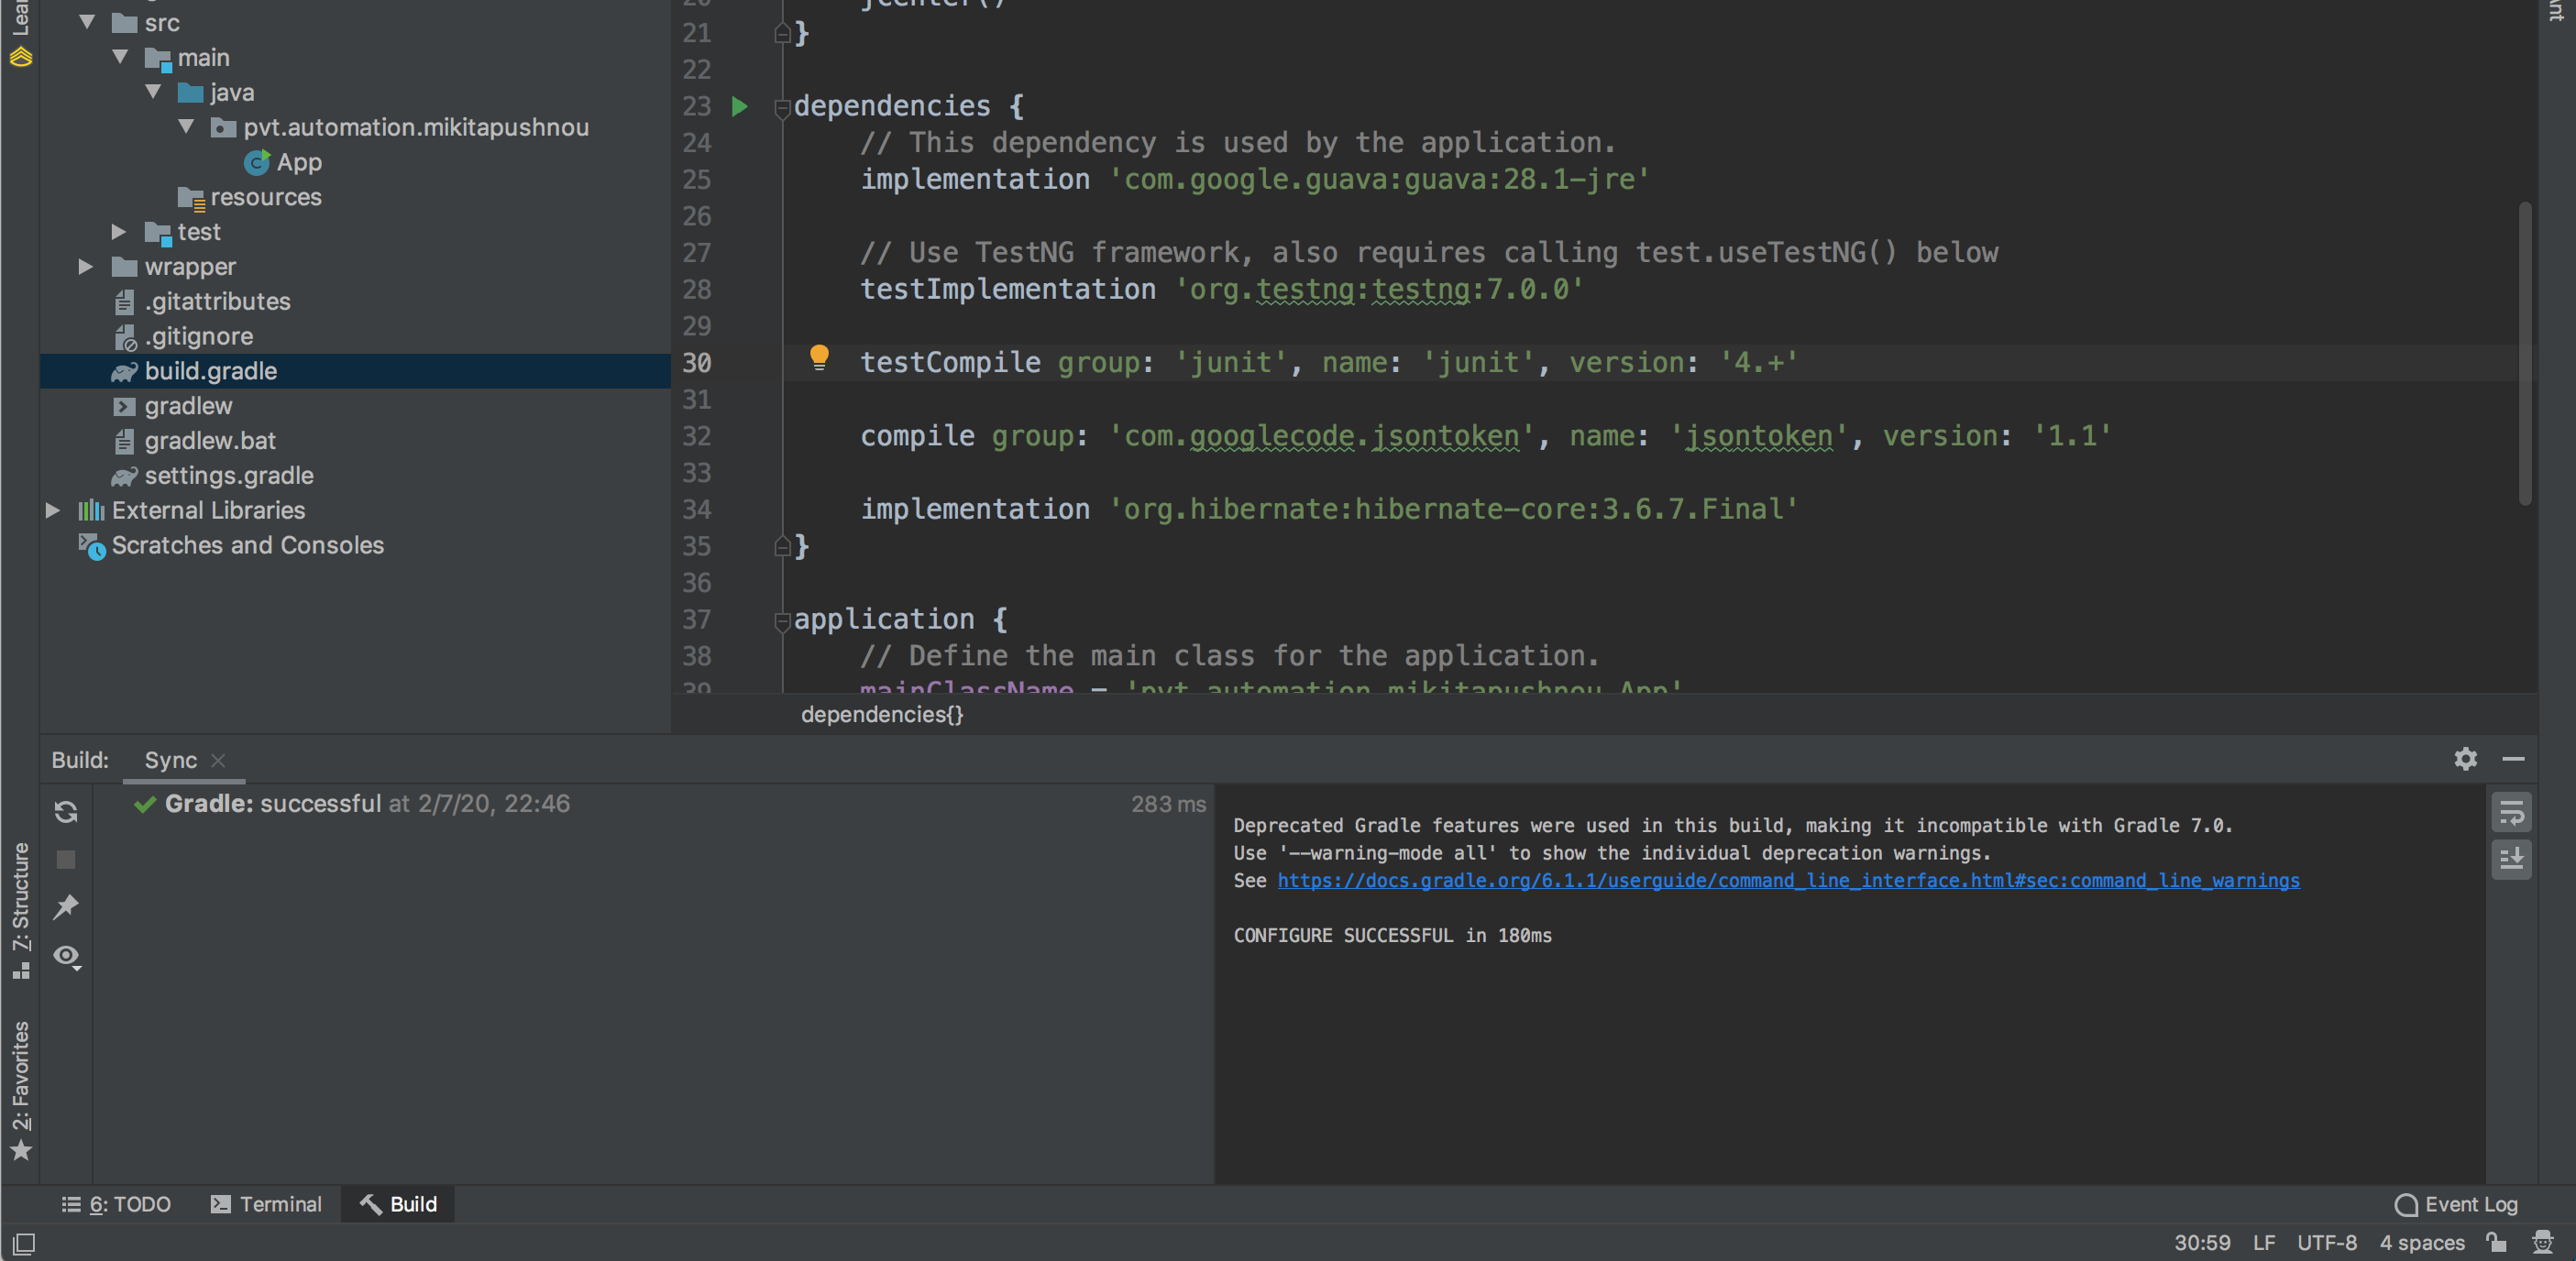 Lear
src
main
java
pvt.automation.mikitapushnou
App
resources
test
wrapper
.gitattributes
.gitignore
build.gradle
gradlew
gradlew.bat
settings.gradle
External Libraries
Scratches and Consoles
20 jcenter()
21 }
22
23 dependencies {
24 // This dependency is used by the application.
25 implementation 'com.google.guava:guava:28.1-jre'
26
27 // Use TestNG framework, also requires calling test.useTestNG() below
28 testImplementation 'org.testng:testng:7.0.0'
29
30 testCompile group: 'junit', name: 'junit', version: '4.+'
31
32 compile group: 'com.googlecode.jsontoken', name: 'jsontoken', version: '1.1'
33
34 implementation 'org.hibernate:hibernate-core:3.6.7.Final'
35 }
36
37 application {
38 // Define the main class for the application.
39 mainClassName = 'pvt.automation.mikitapushnou.App'
dependencies{}
Ant
Build: Sync
Gradle: successful at 2/7/20, 22:46 283 ms
Deprecated Gradle features were used in this build, making it incompatible with Gradle 7.0.
Use '--warning-mode all' to show the individual deprecation warnings.
See https://docs.gradle.org/6.1.1/userguide/command_line_interface.html#sec:command_line_warnings
CONFIGURE SUCCESSFUL in 180ms
7: Structure
2: Favorites
6: TODO Terminal Build Event Log
30:59 LF UTF-8 4 spaces